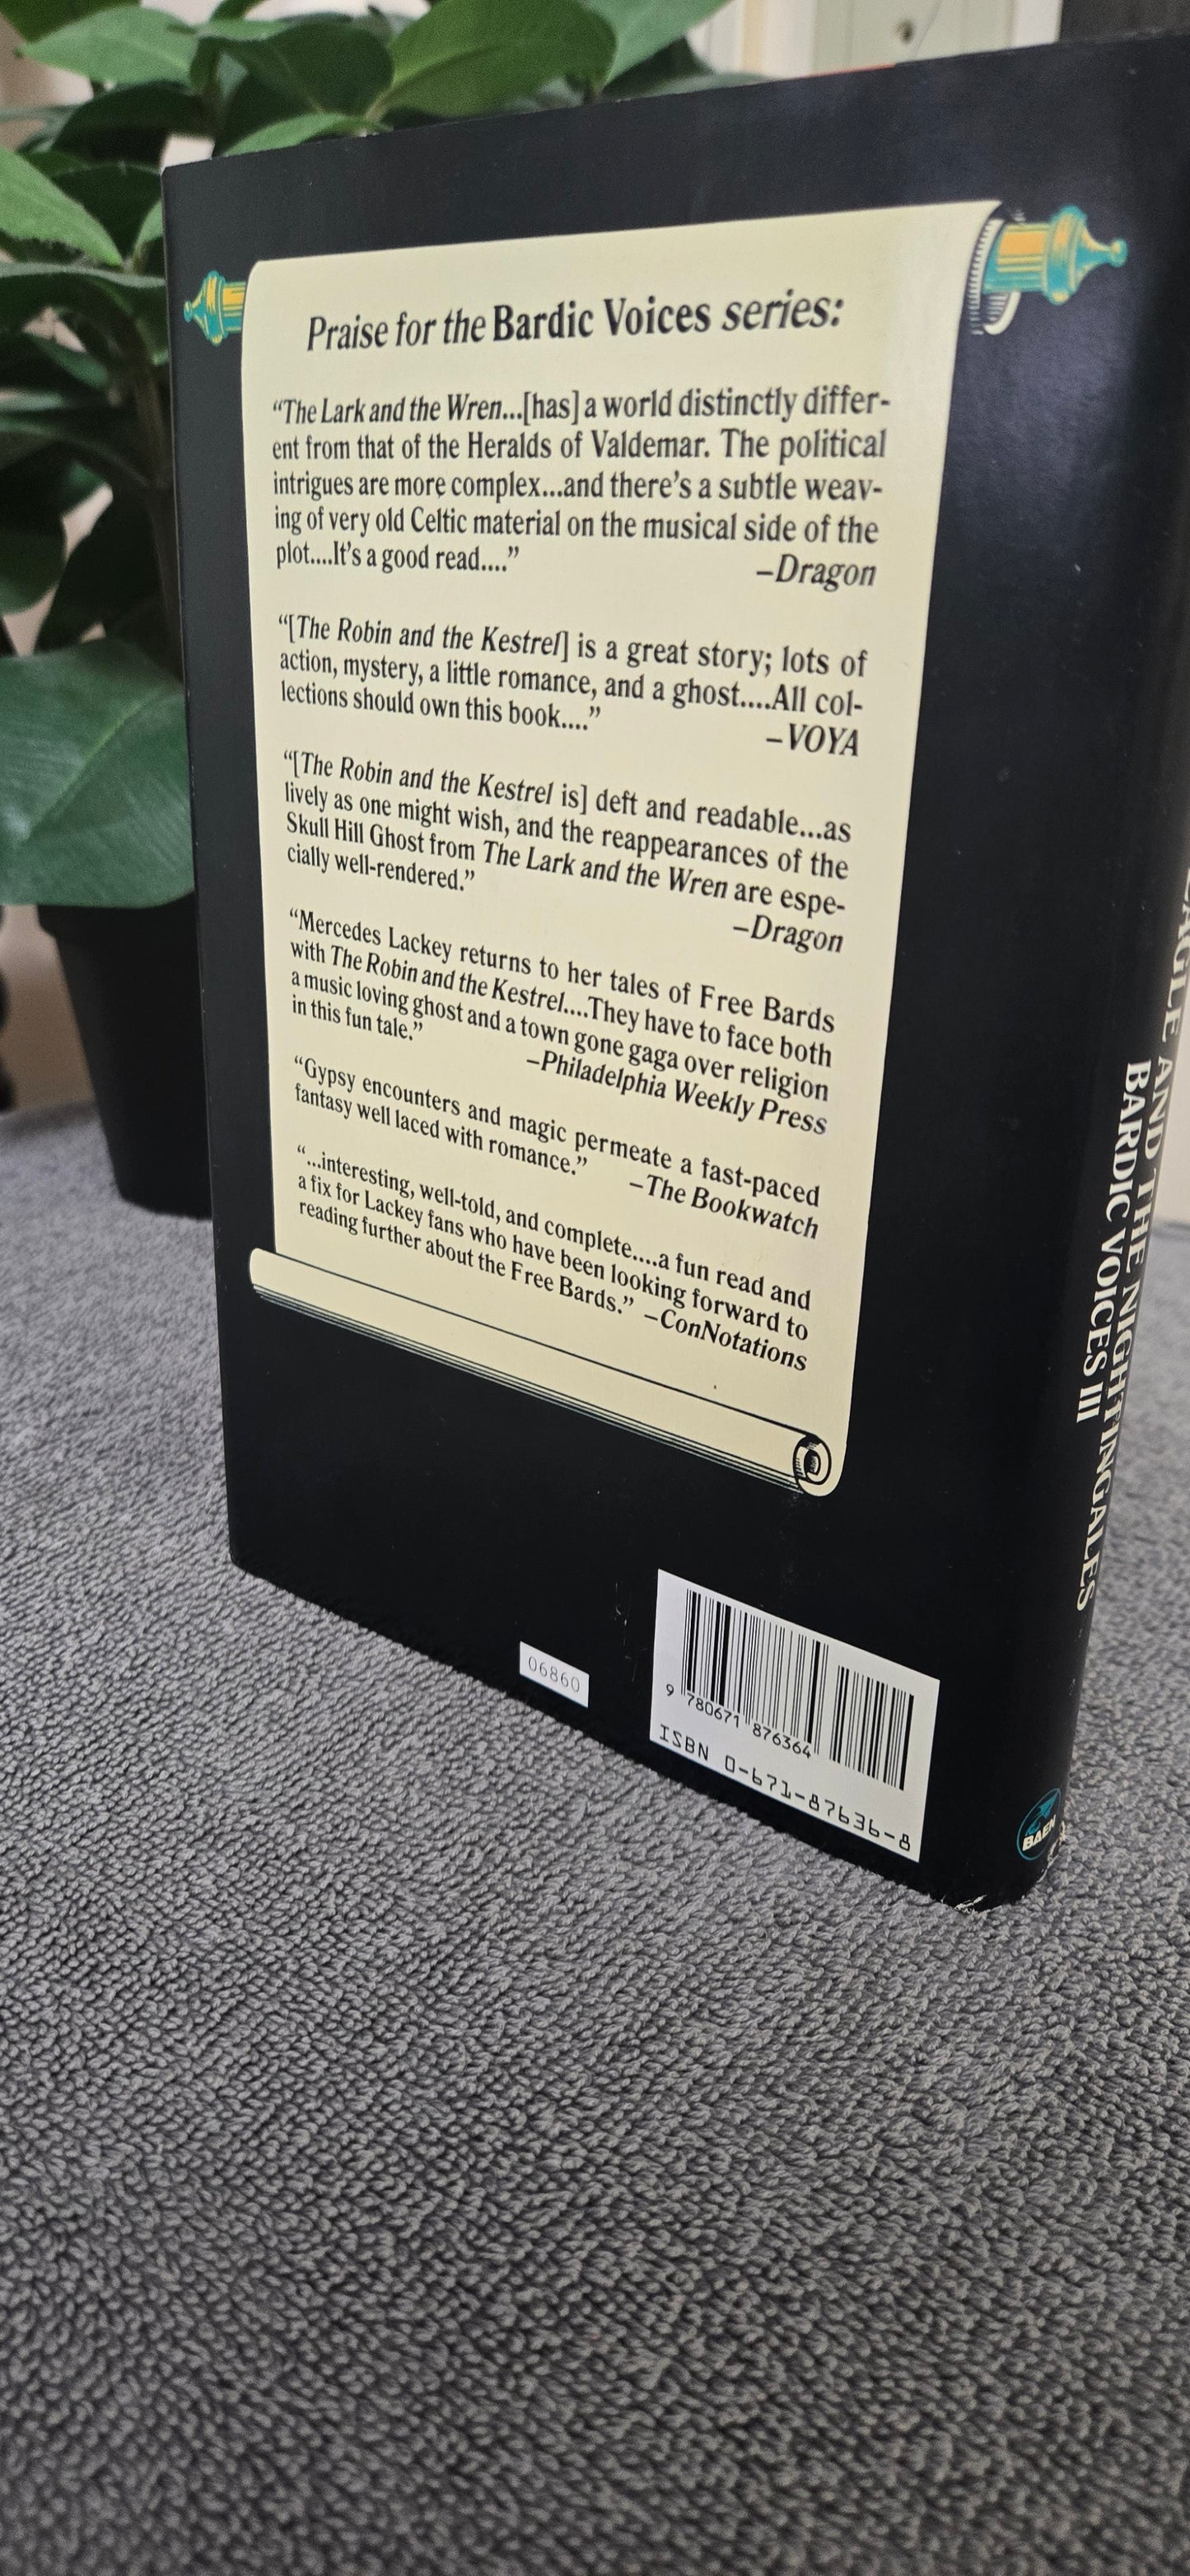 Praise for the Bardic Voices series:
“The Lark and the Wren...[has] a world distinctly differ-
ent from that of the Heralds of Valdemar. The political
intrigues are more complex...and there's a subtle weav-
ing of very old Celtic material on the musical side of the
plot....It's a good read....”
–Dragon
“[The Robin and the Kestrel] is a great story; lots of
action, mystery, a little romance, and a ghost....All col-
lections should own this book....”
–VOYA
“[The Robin and the Kestrel is] deft and readable...as
lively as one might wish, and the reappearances of the
Skull Hill Ghost from The Lark and the Wren are espe-
cially well-rendered.”
–Dragon
“Mercedes Lackey returns to her tales of Free Bards
with The Robin and the Kestrel....They have to face both
a music loving ghost and a town gone gaga over religion
in this fun tale.”
–Philadelphia Weekly Press
“Gypsy encounters and magic permeate a fast-paced
fantasy well laced with romance.”
–The Bookwatch
“...interesting, well-told, and complete....a fun read and
a fix for Lackey fans who have been looking forward to
reading further about the Free Bards.” –ConNotations
06860
9 780671 876364
ISBN 0-671-87636-8
EAGLE AND THE NIGHTINGALES
BARDIC VOICES III
BAEN